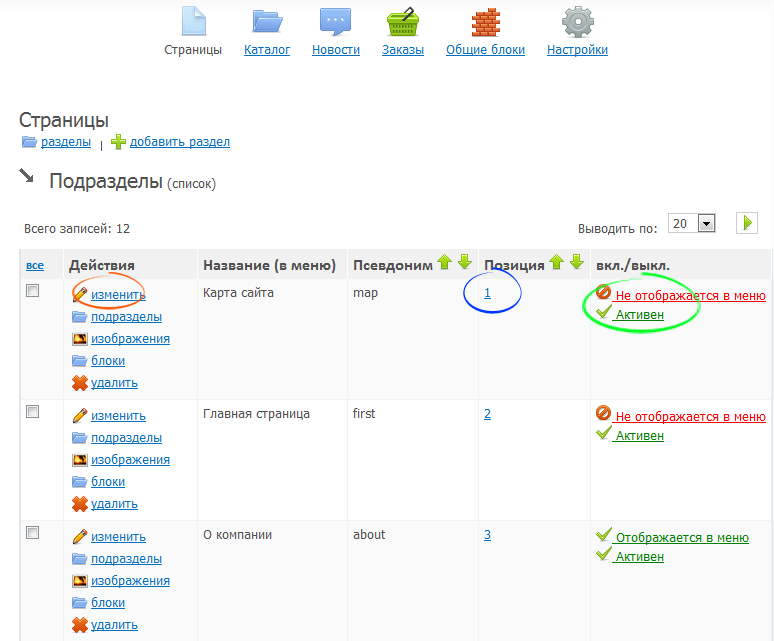 Страницы Каталог Новости Заказы Общие блоки Настройки
Страницы
разделы | добавить раздел
Подразделы (список)
Всего записей: 12 Выводить по: 20
все Действия Название (в меню) Псевдоним Позиция вкл./выкл.
изменить Карта сайта map 1 Не отображается в меню
подразделы Активен
изображения
блоки
удалить
изменить Главная страница first 2 Не отображается в меню
подразделы Активен
изображения
блоки
удалить
изменить О компании about 3 Отображается в меню
подразделы Активен
изображения
блоки
удалить